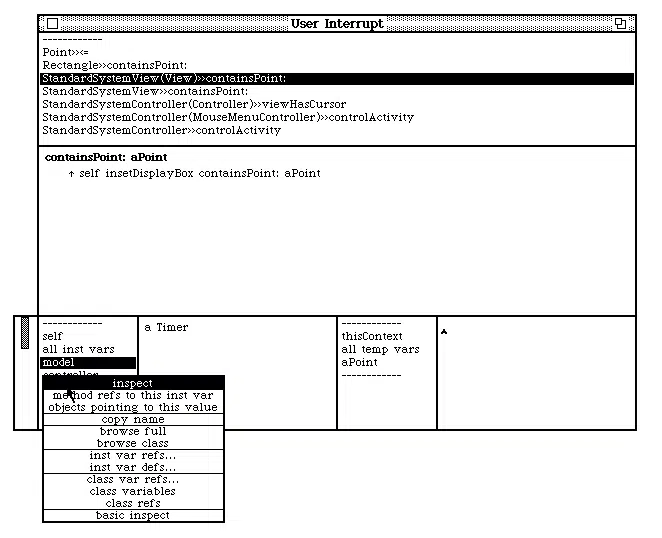 User Interrupt
------------
Point>><=
Rectangle>>containsPoint:
StandardSystemView(View)>>containsPoint:
StandardSystemView>>containsPoint:
StandardSystemController(Controller)>>viewHasCursor
StandardSystemController(MouseMenuController)>>controlActivity
StandardSystemController>>controlActivity
containsPoint: aPoint
↑ self insetDisplayBox containsPoint: aPoint
------------
self
all inst vars
model
controller
a Timer
------------
thisContext
all temp vars
aPoint
------------
inspect
method refs to this inst var
objects pointing to this value
copy name
browse full
browse class
inst var refs...
inst var defs...
class var refs...
class variables
class refs
basic inspect